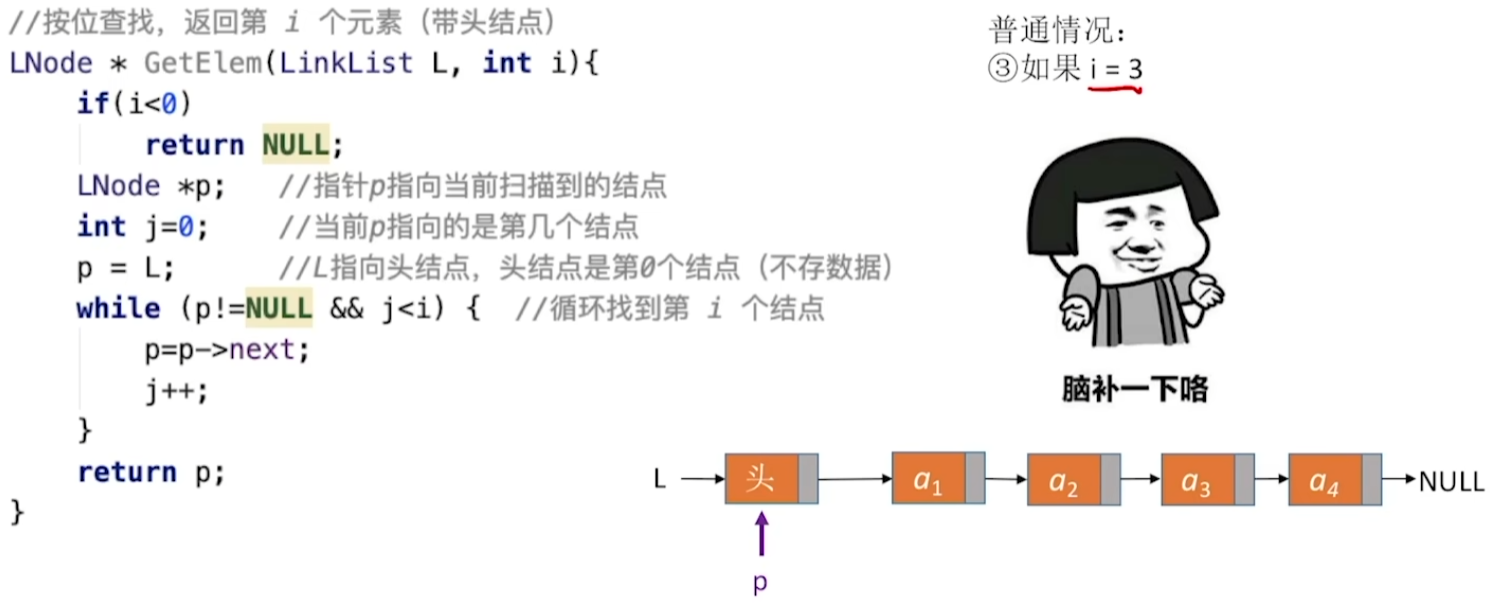 //按位查找，返回第 i 个元素（带头结点）
LNode * GetElem(LinkList L, int i){
if(i<0)
return NULL;
LNode *p; //指针p指向当前扫描到的结点
int j=0; //当前p指向的是第几个结点
p = L; //L指向头结点，头结点是第0个结点（不存数据）
while (p!=NULL && j<i) { //循环找到第 i 个结点
p=p->next;
j++;
}
return p;
}
普通情况：
③如果 i = 3
脑补一下咯
L 头 a1 a2 a3 a4 NULL
p